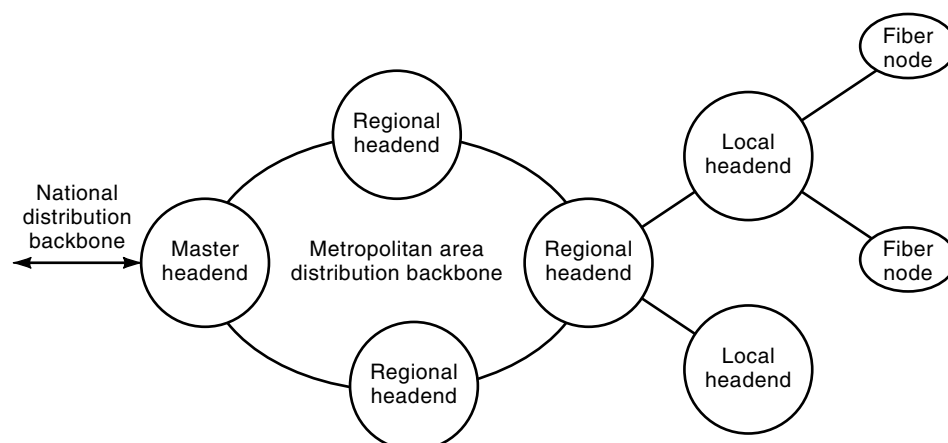 Fiber
node
Regional
headend
Local
headend
National
distribution
backbone
Master
headend
Metropolitan area
distribution backbone
Regional
headend
Fiber
node
Regional
headend
Local
headend